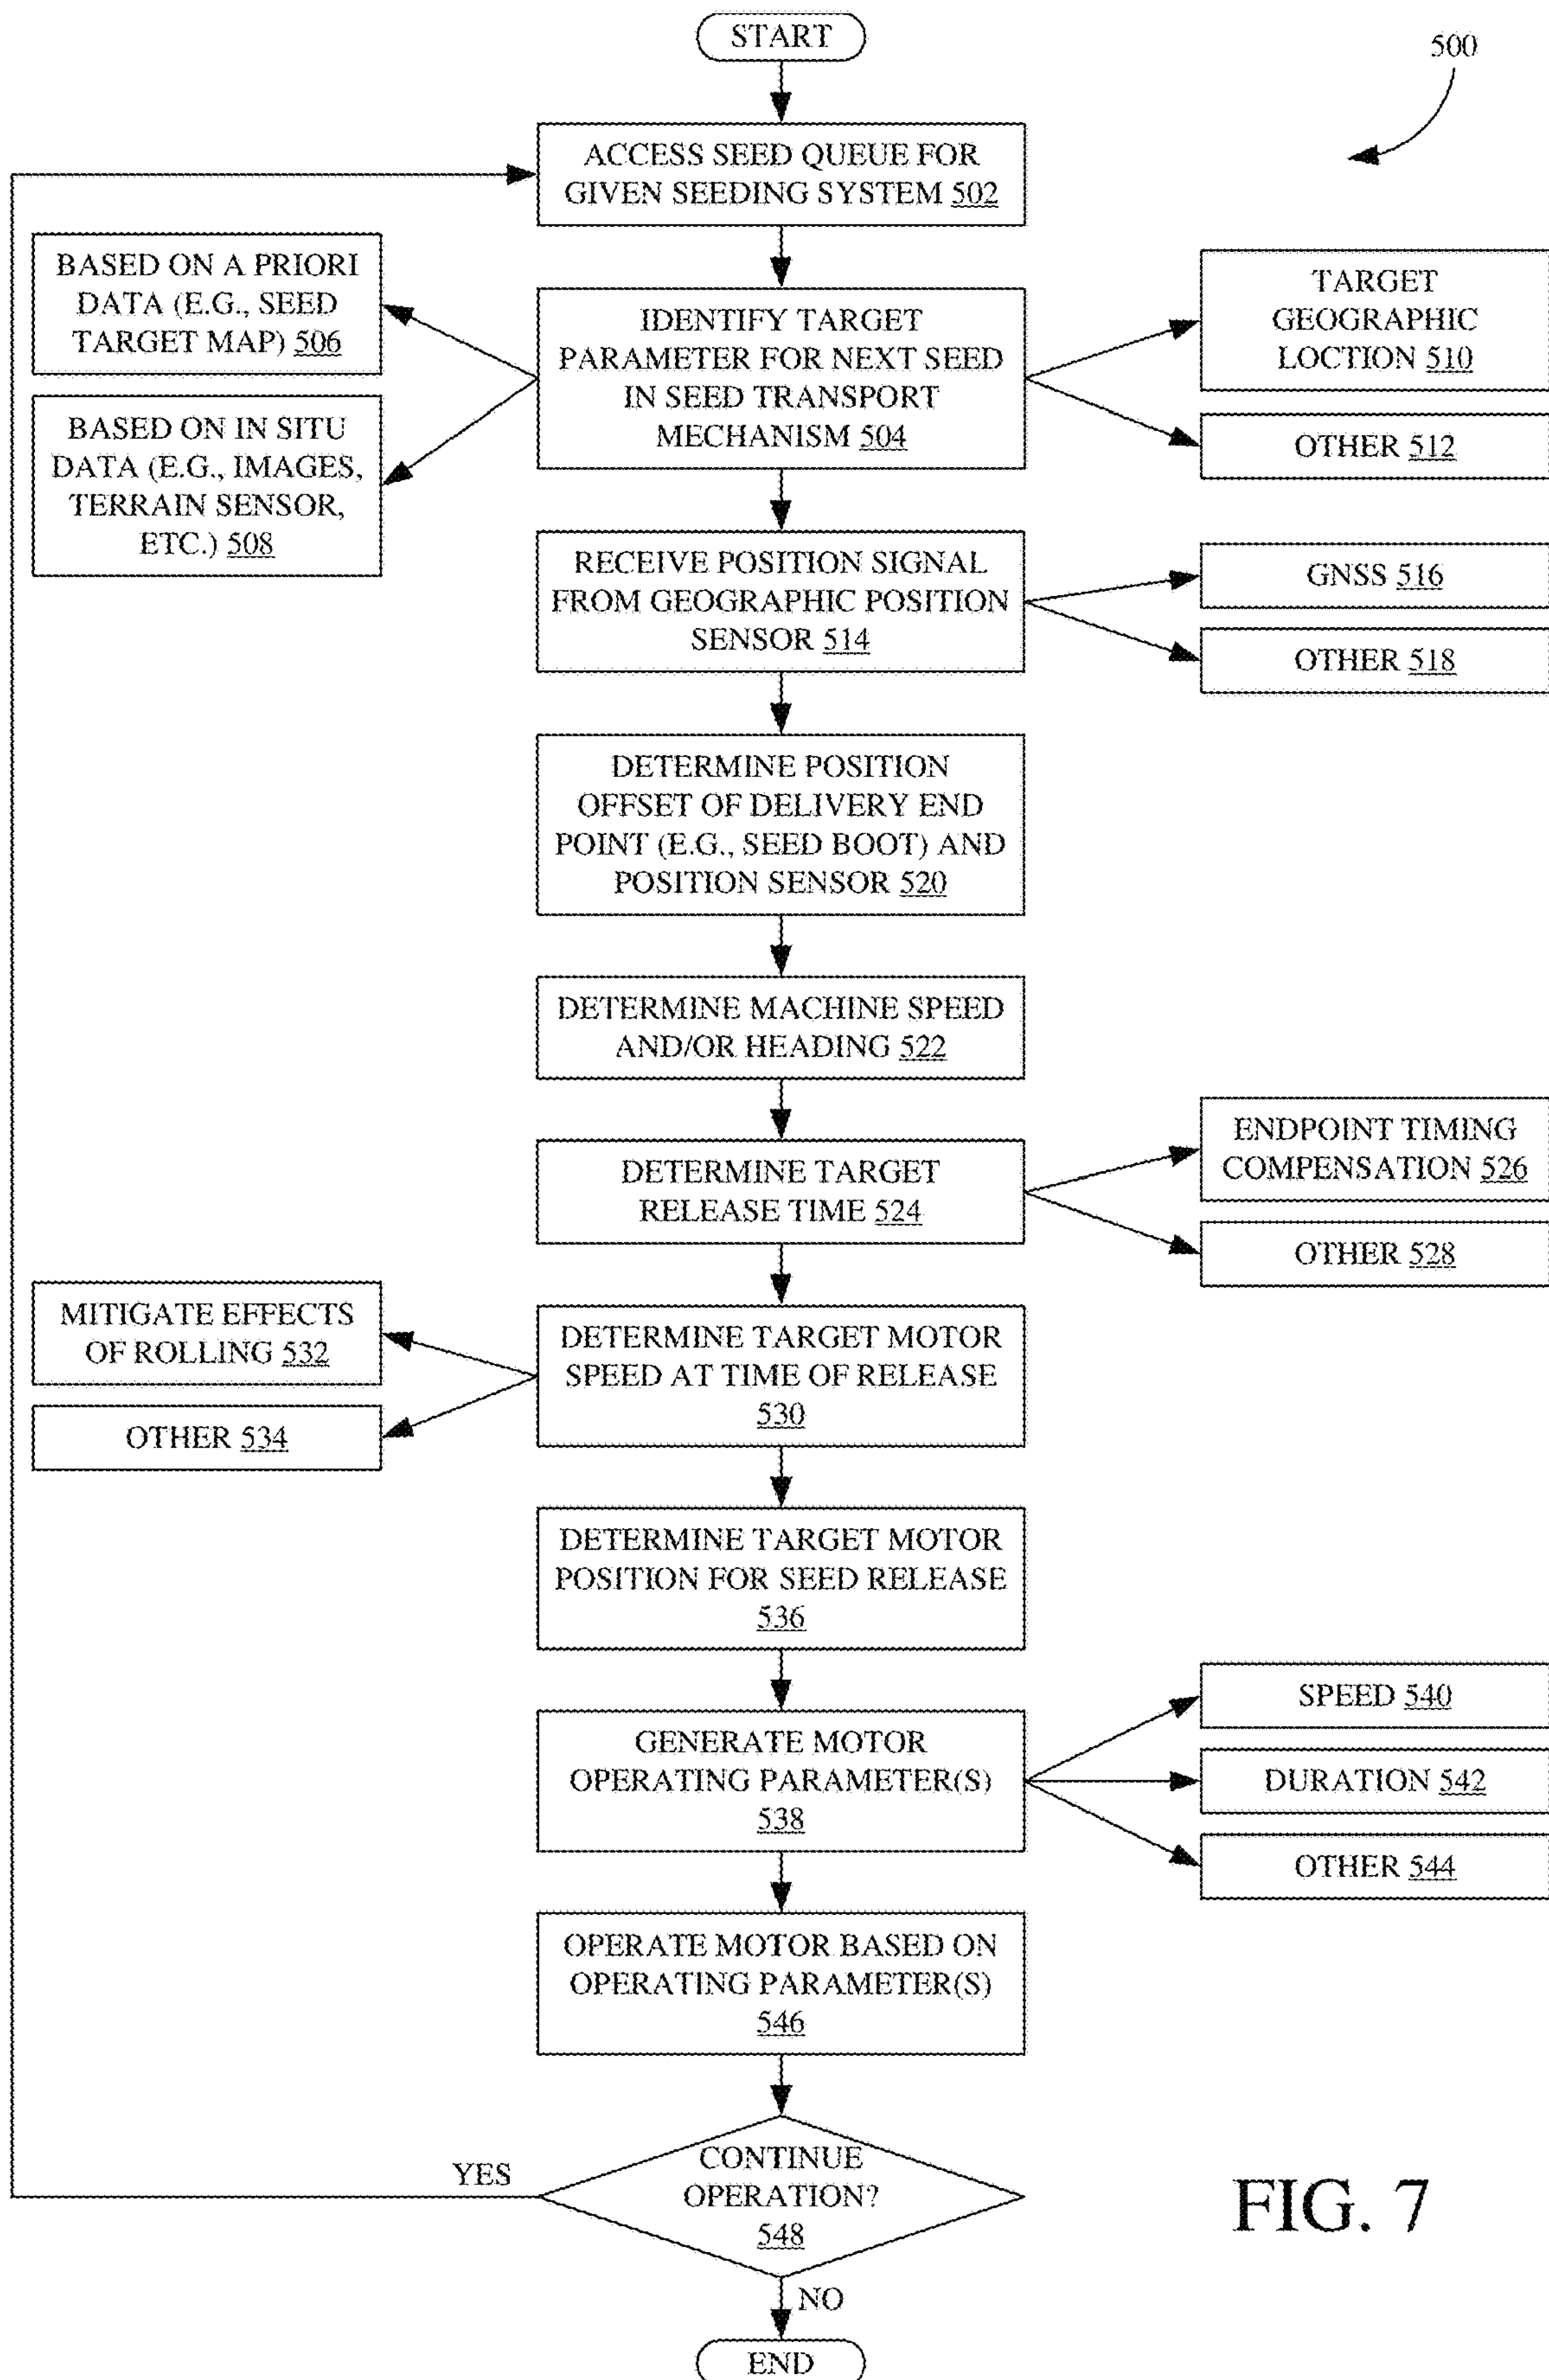 START
500
ACCESS SEED QUEUE FOR
GIVEN SEEDING SYSTEM 502
BASED ON A PRIORI
DATA (E.G., SEED
TARGET MAP) 506
IDENTIFY TARGET
PARAMETER FOR NEXT SEED
IN SEED TRANSPORT
MECHANISM 504
TARGET
GEOGRAPHIC
LOCTION 510
BASED ON IN SITU
DATA (E.G., IMAGES,
TERRAIN SENSOR,
ETC.) 508
OTHER 512
RECEIVE POSITION SIGNAL
FROM GEOGRAPHIC POSITION
SENSOR 514
GNSS 516
OTHER 518
DETERMINE POSITION
OFFSET OF DELIVERY END
POINT (E.G., SEED BOOT) AND
POSITION SENSOR 520
DETERMINE MACHINE SPEED
AND/OR HEADING 522
DETERMINE TARGET
RELEASE TIME 524
ENDPOINT TIMING
COMPENSATION 526
OTHER 528
MITIGATE EFFECTS
OF ROLLING 532
OTHER 534
DETERMINE TARGET MOTOR
SPEED AT TIME OF RELEASE
530
DETERMINE TARGET MOTOR
POSITION FOR SEED RELEASE
536
GENERATE MOTOR
OPERATING PARAMETER(S)
538
SPEED 540
DURATION 542
OTHER 544
OPERATE MOTOR BASED ON
OPERATING PARAMETER(S)
546
CONTINUE
OPERATION?
548
YES
NO
END
FIG. 7